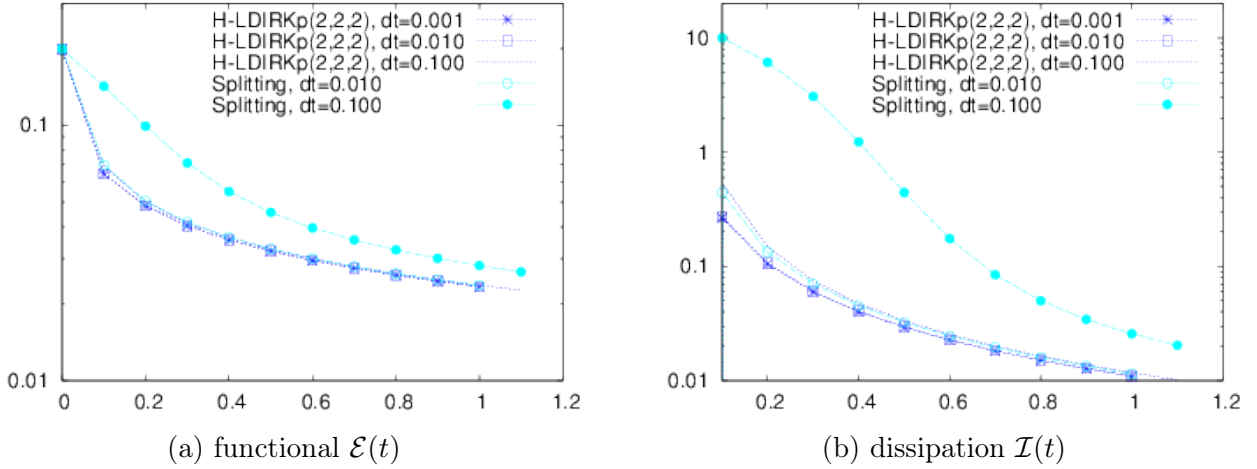 H-LDIRKp(2,2,2), dt=0.001
H-LDIRKp(2,2,2), dt=0.010
H-LDIRKp(2,2,2), dt=0.100
Splitting, dt=0.010
Splitting, dt=0.100
0.1
0.01
0 0.2 0.4 0.6 0.8 1 1.2
(a) functional ℰ(t)
H-LDIRKp(2,2,2), dt=0.001
H-LDIRKp(2,2,2), dt=0.010
H-LDIRKp(2,2,2), dt=0.100
Splitting, dt=0.010
Splitting, dt=0.100
10
1
0.1
0.01
0.2 0.4 0.6 0.8 1 1.2
(b) dissipation ℐ(t)